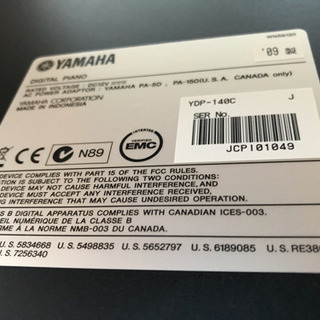 '09 製
YAMAHA
DIGITAL PIANO
RATED VOLTAGE : DC12V
AC POWER ADAPTOR : YAMAHA PA-5D , PA-150(U.S.A. CANADA only)
YAMAHA CORPORATION
MADE IN INDONESIA
YDP-140C J
SER No.
JCP101049
CE N89 VERIFIED EMC
DEVICE COMPLIES WITH PART 15 OF THE FCC RULES.
IS SUBJECT TO THE FOLLOWING TWO CONDITIONS:
DEVICE MAY NOT CAUSE HARMFUL INTERFERENCE, AND
DEVICE MUST ACCEPT ANY INTERFERENCE RECEIVED,
INTERFERENCE THAT MAY CAUSE UNDESIRED OPERATION.
B DIGITAL APPARATUS COMPLIES WITH CANADIAN ICES-003.
EIL NUMÉRIQUE DE LA CLASSE B
À LA NORME NMB-003 DU CANADA.
U.S. 5834668 U.S. 5498835 U.S. 5652797 U.S. 6189085 U.S. RE38
U.S. 7256340